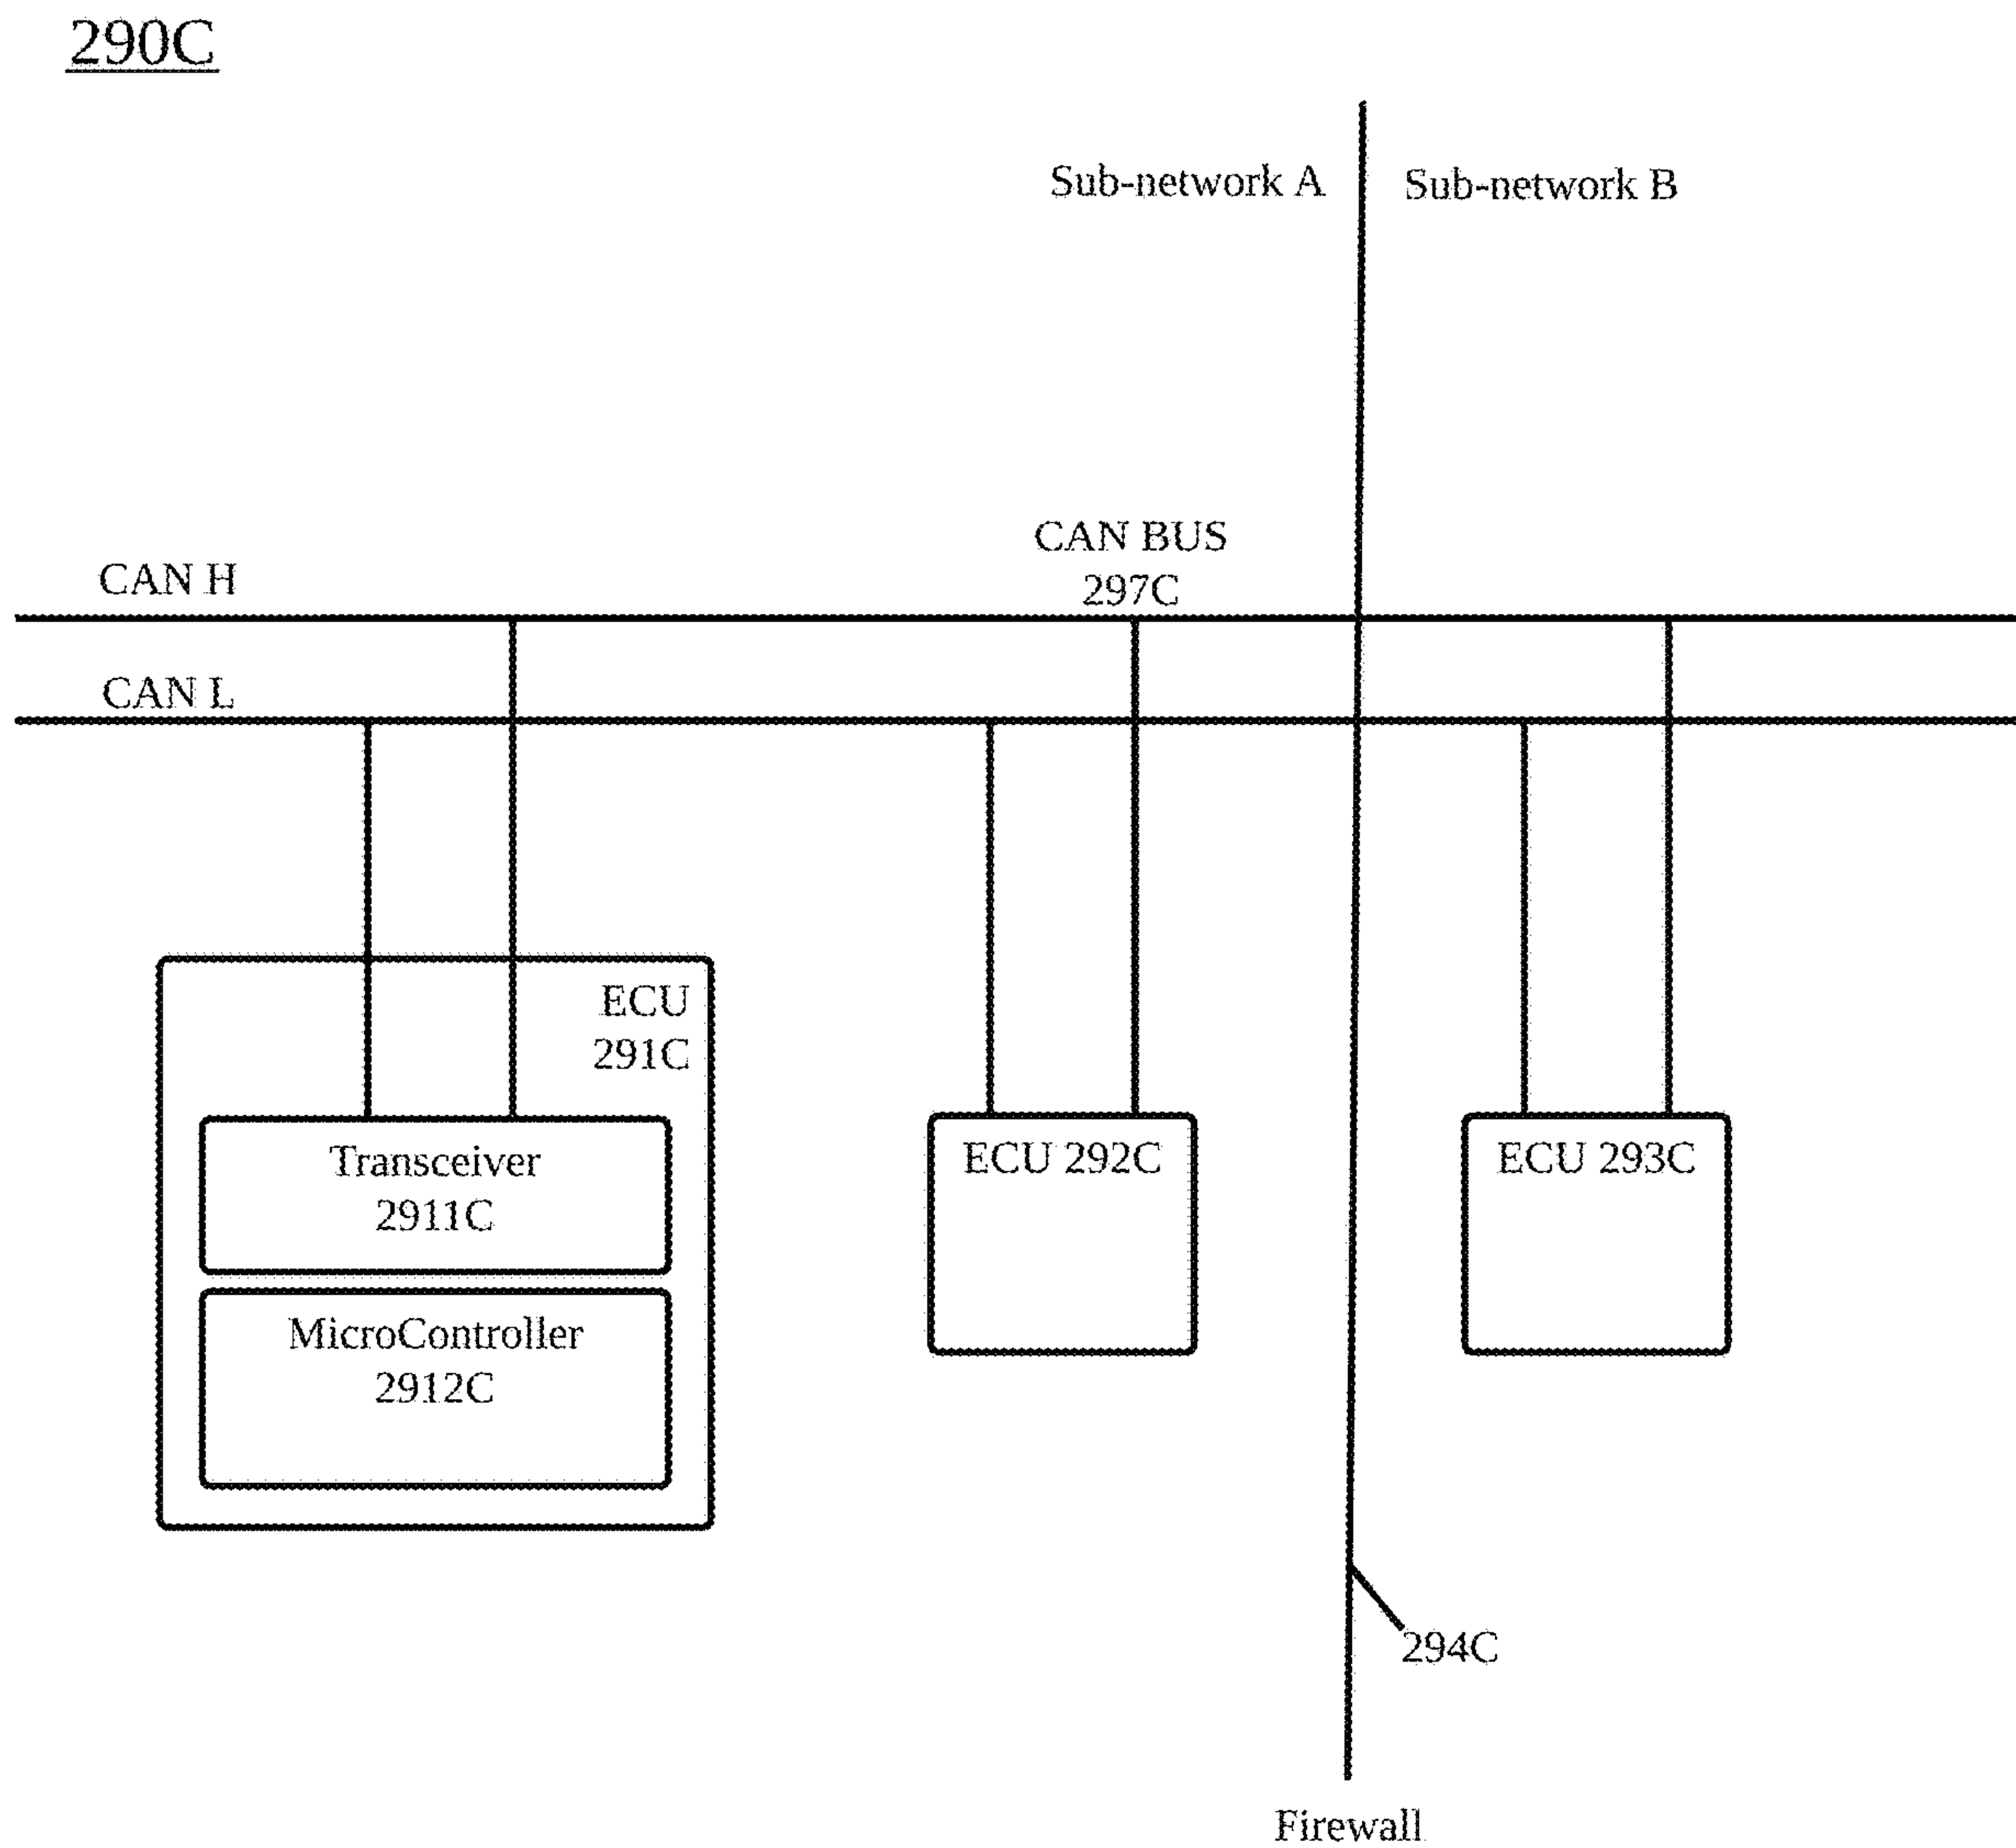 290C
Sub-network A
Sub-network B
CAN BUS
297C
CAN H
CAN L
ECU
291C
Transceiver
2911C
MicroController
2912C
ECU 292C
ECU 293C
294C
Firewall